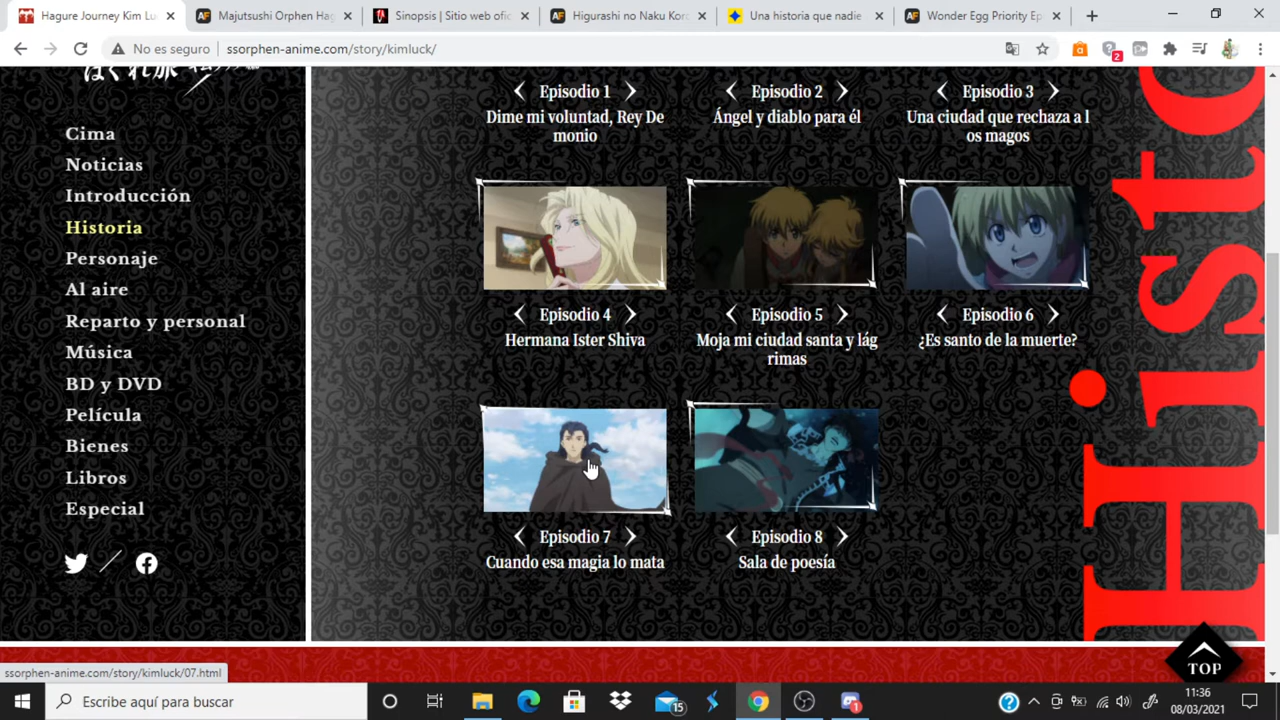 Hagure Journey Kim Lu
Majutsushi Orphen Hag
Sinopsis | Sitio web ofic
Higurashi no Naku Koro
Una historia que nadie
Wonder Egg Priority Ep
No es seguro
ssorphen-anime.com/story/kimluck/
2
Cima
Noticias
Introducción
Historia
Personaje
Al aire
Reparto y personal
Música
BD y DVD
Película
Bienes
Libros
Especial
Episodio 1
Dime mi voluntad, Rey De
monio
Episodio 2
Ángel y diablo para él
Episodio 3
Una ciudad que rechaza a l
os magos
Episodio 4
Hermana Ister Shiva
Episodio 5
Moja mi ciudad santa y lág
rimas
Episodio 6
¿Es santo de la muerte?
Episodio 7
Cuando esa magia lo mata
Episodio 8
Sala de poesía
Histo
TOP
ssorphen-anime.com/story/kimluck/07.html
Escribe aquí para buscar
15
1
11:36
08/03/2021